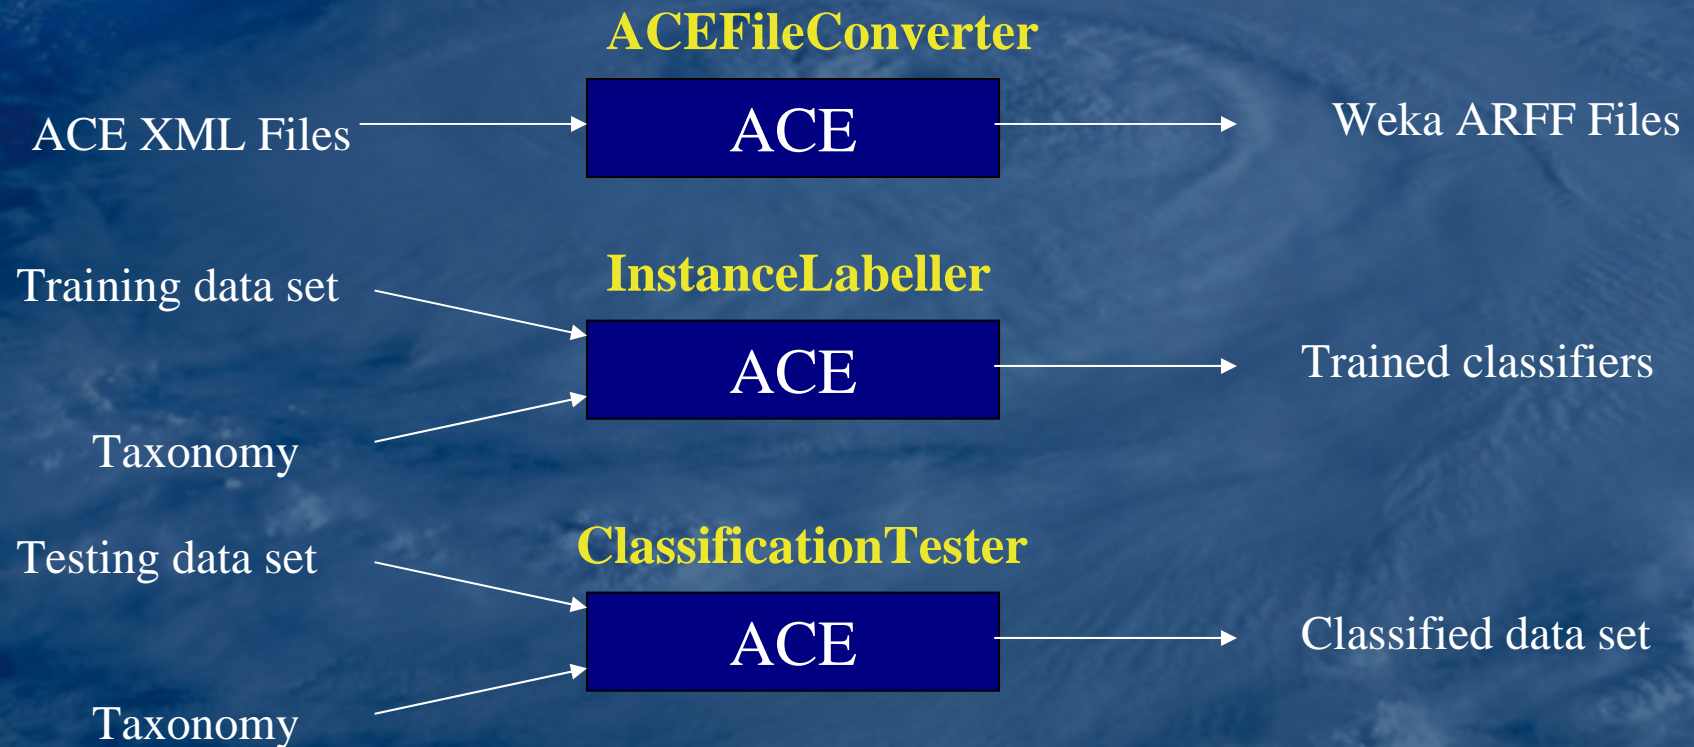 ACEFileConverter
ACE XML Files
ACE
Weka ARFF Files
InstanceLabeller
Training data set
ACE
Trained classifiers
Taxonomy
ClassificationTester
Testing data set
ACE
Classified data set
Taxonomy